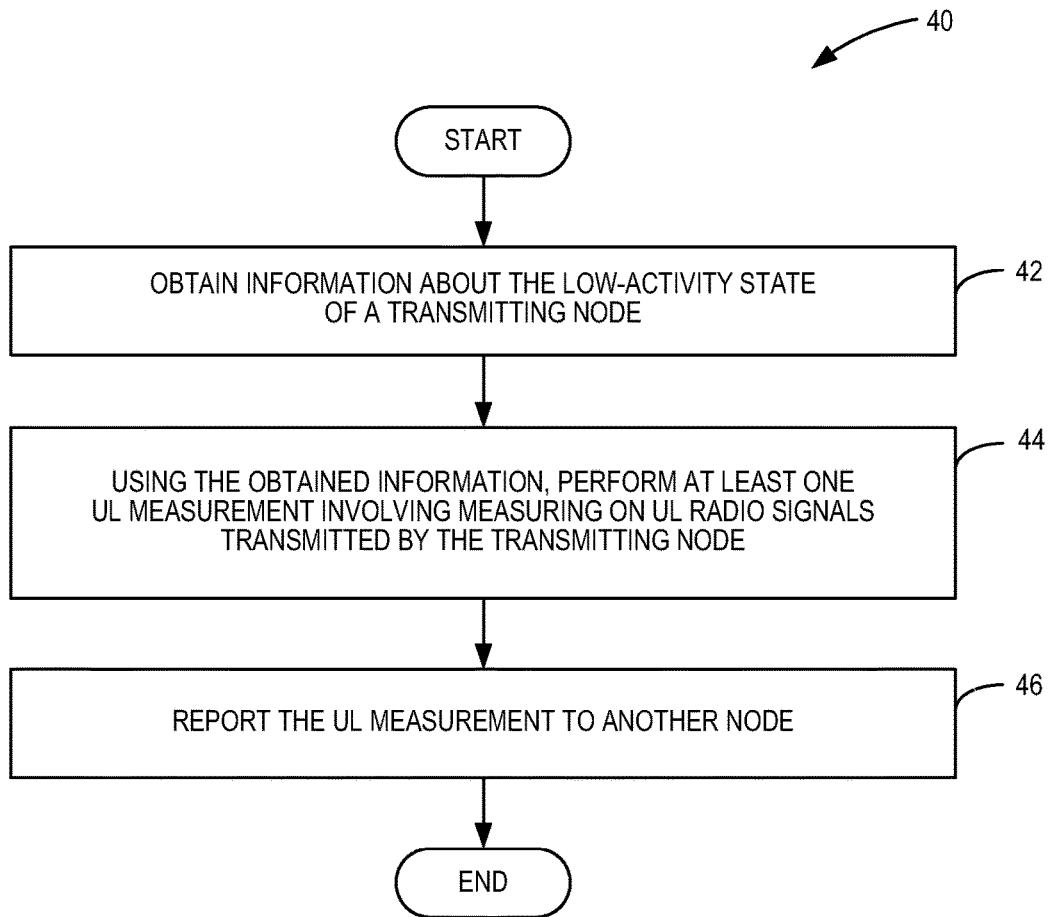 40
START
OBTAIN INFORMATION ABOUT THE LOW-ACTIVITY STATE
OF A TRANSMITTING NODE
42
USING THE OBTAINED INFORMATION, PERFORM AT LEAST ONE
UL MEASUREMENT INVOLVING MEASURING ON UL RADIO SIGNALS
TRANSMITTED BY THE TRANSMITTING NODE
44
REPORT THE UL MEASUREMENT TO ANOTHER NODE
46
END